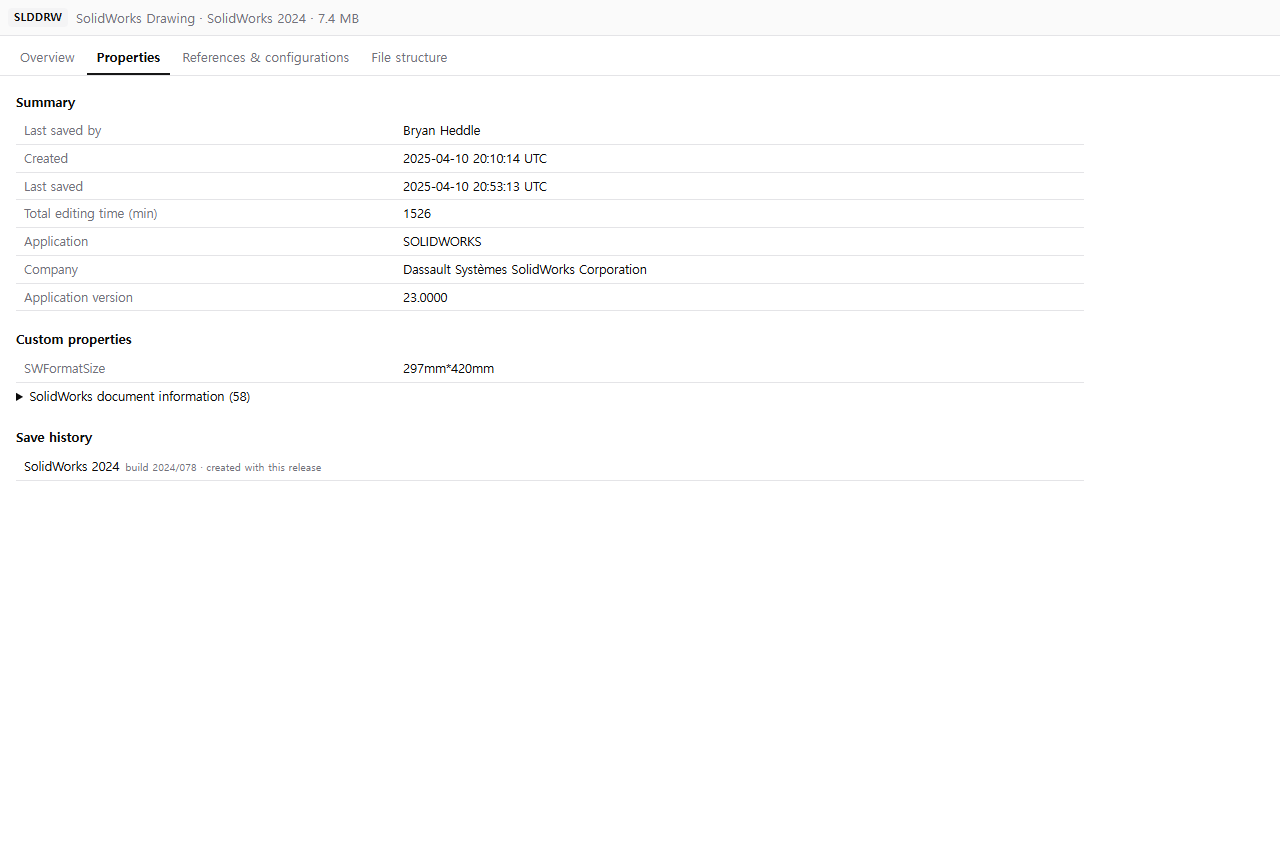 SLDDRW SolidWorks Drawing · SolidWorks 2024 · 7.4 MB
Overview Properties References & configurations File structure
Summary
Last saved by Bryan Heddle
Created 2025-04-10 20:10:14 UTC
Last saved 2025-04-10 20:53:13 UTC
Total editing time (min) 1526
Application SOLIDWORKS
Company Dassault Systèmes SolidWorks Corporation
Application version 23.0000
Custom properties
SWFormatSize 297mm*420mm
SolidWorks document information (58)
Save history
SolidWorks 2024 build 2024/078 · created with this release